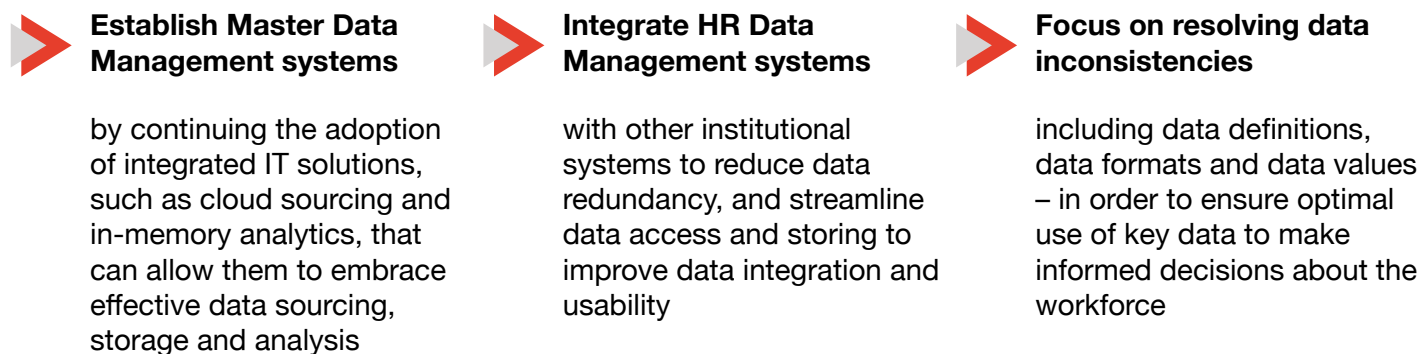 Establish Master Data
Management systems
by continuing the adoption
of integrated IT solutions,
such as cloud sourcing and
in-memory analytics, that
can allow them to embrace
effective data sourcing,
storage and analysis
Integrate HR Data
Management systems
with other institutional
systems to reduce data
redundancy, and streamline
data access and storing to
improve data integration and
usability
Focus on resolving data
inconsistencies
including data definitions,
data formats and data values
– in order to ensure optimal
use of key data to make
informed decisions about the
workforce